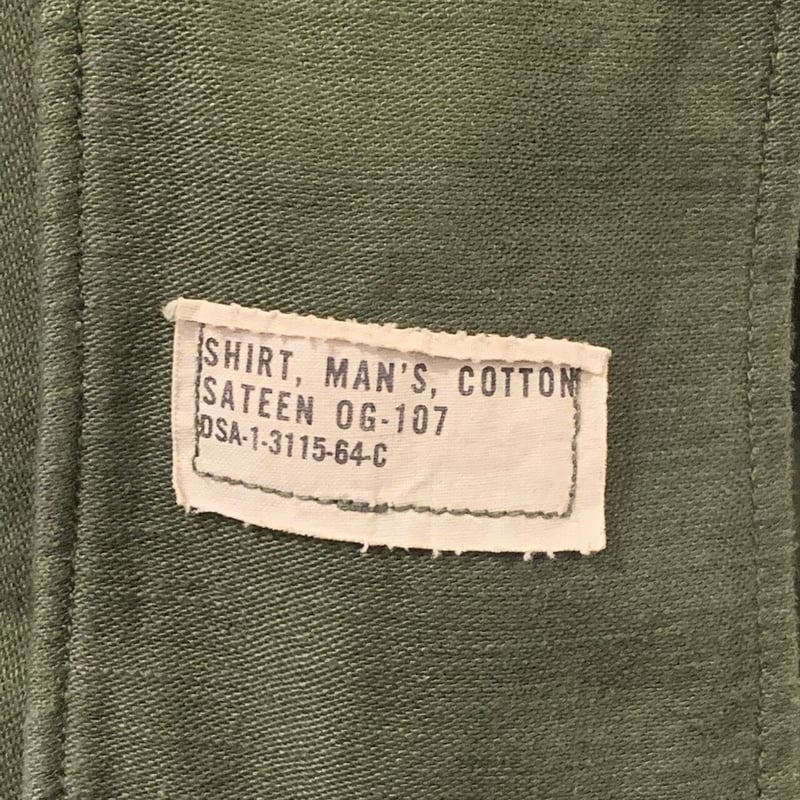 SHIRT, MAN'S, COTTON
SATEEN OG-107
DSA-1-3115-64-C